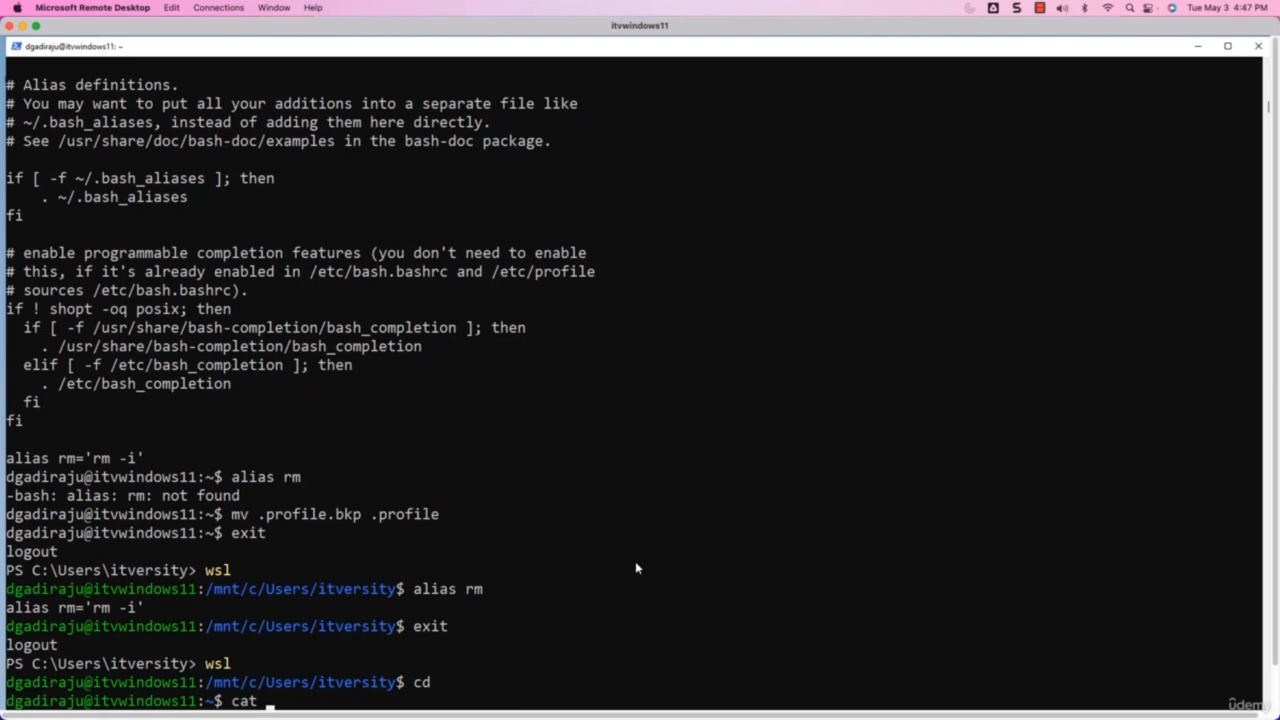 Microsoft Remote Desktop Edit Connections Window Help Tue May 3 4:47 PM
itvwindows11
dgadiraju@itvwindows11: ~
# Alias definitions.
# You may want to put all your additions into a separate file like
# ~/.bash_aliases, instead of adding them here directly.
# See /usr/share/doc/bash-doc/examples in the bash-doc package.
if [ -f ~/.bash_aliases ]; then
    . ~/.bash_aliases
fi
# enable programmable completion features (you don't need to enable
# this, if it's already enabled in /etc/bash.bashrc and /etc/profile
# sources /etc/bash.bashrc).
if ! shopt -oq posix; then
  if [ -f /usr/share/bash-completion/bash_completion ]; then
    . /usr/share/bash-completion/bash_completion
  elif [ -f /etc/bash_completion ]; then
    . /etc/bash_completion
  fi
fi
alias rm='rm -i'
dgadiraju@itvwindows11:~$ alias rm
-bash: alias: rm: not found
dgadiraju@itvwindows11:~$ mv .profile.bkp .profile
dgadiraju@itvwindows11:~$ exit
logout
PS C:\Users\itversity> wsl
dgadiraju@itvwindows11:/mnt/c/Users/itversity$ alias rm
alias rm='rm -i'
dgadiraju@itvwindows11:/mnt/c/Users/itversity$ exit
logout
PS C:\Users\itversity> wsl
dgadiraju@itvwindows11:/mnt/c/Users/itversity$ cd
dgadiraju@itvwindows11:~$ cat
udemy